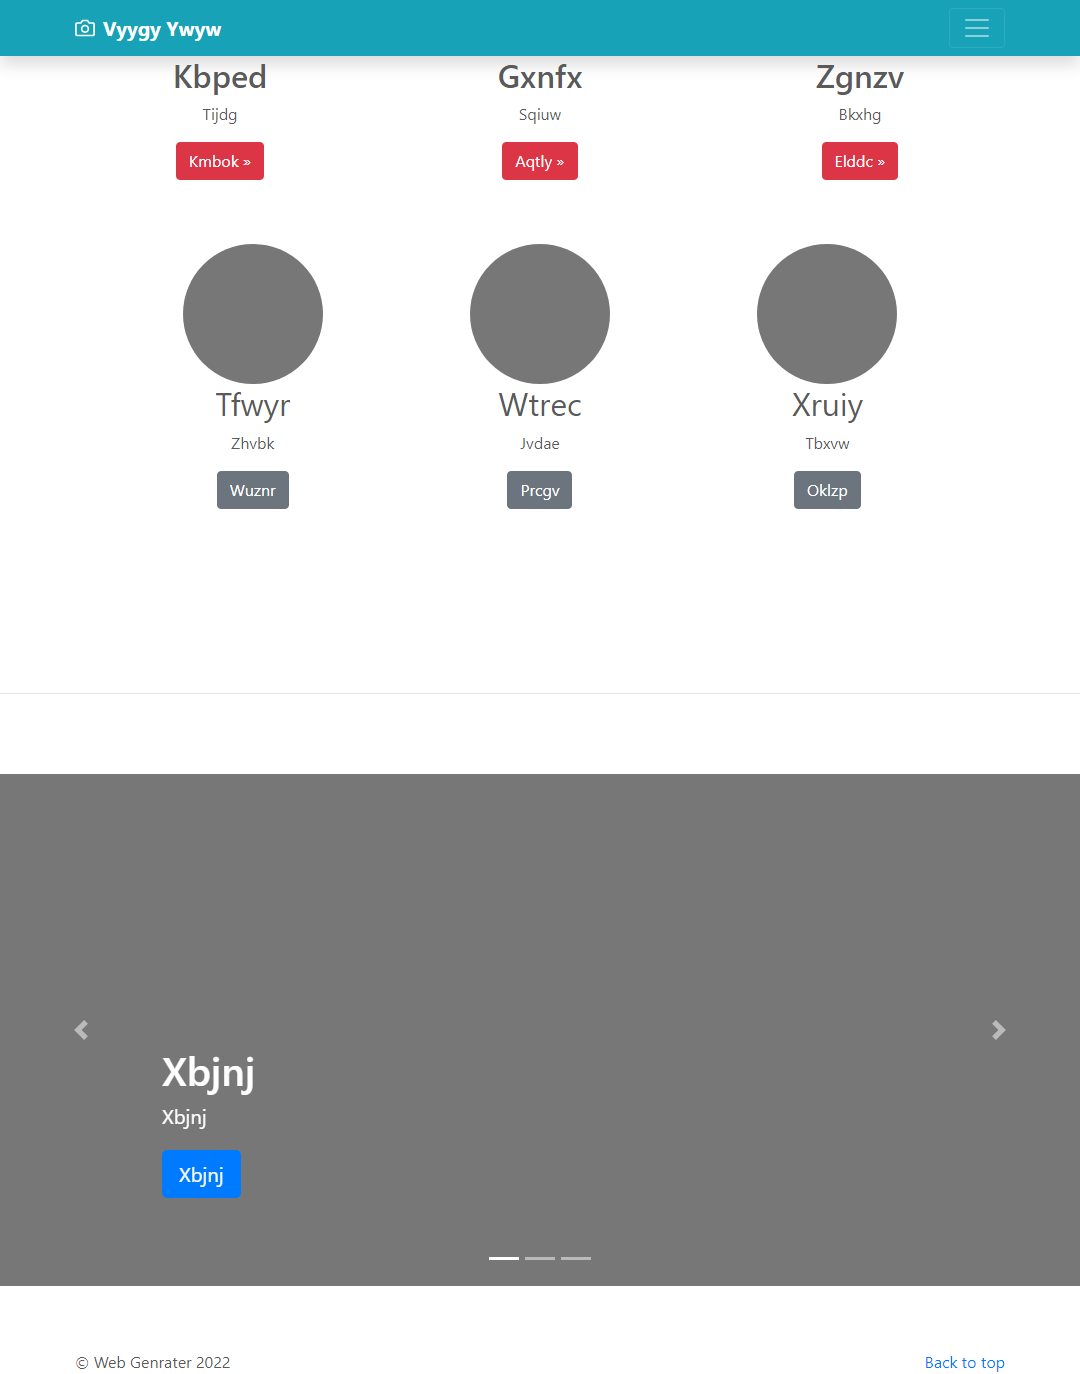 Vyygy Ywyw
Kbped Gxnfx Zgnzv
Tijdg Sqiuw Bkxhg
Kmbok » Aqtly » Elddc »
Tfwyr Wtrec Xruiy
Zhvbk Jvdae Tbxvw
Wuznr Prcgv Oklzp
Xbjnj
Xbjnj
Xbjnj
© Web Genrater 2022 Back to top